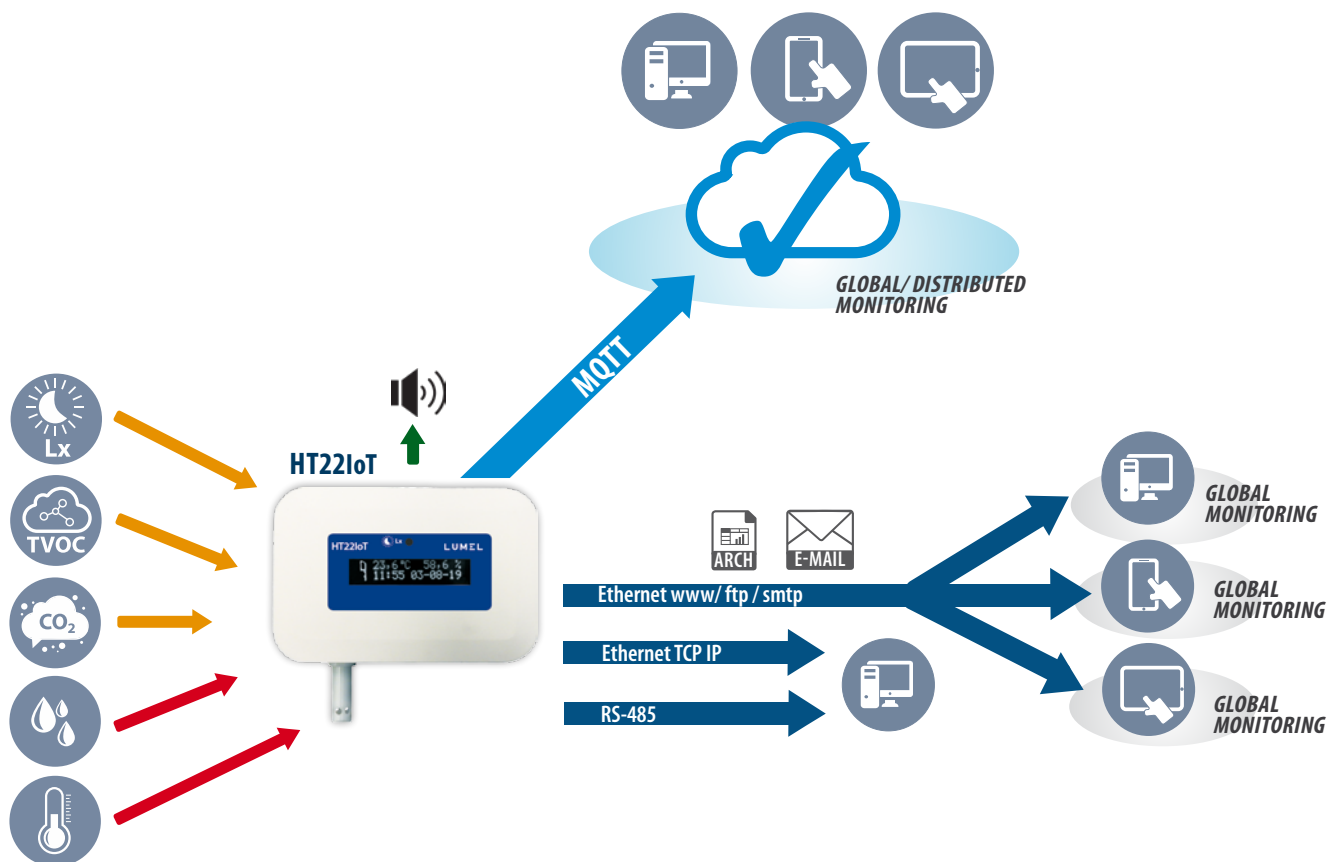 GLOBAL/ DISTRIBUTED
MONITORING
MQTT
Lx
HT22IoT
TVOC
HT22IoT
Lx
LUMEL
23,6°C 58,6 %
11:55 03-08-19
CO₂
ARCH
E-MAIL
Ethernet www/ ftp / smtp
Ethernet TCP IP
RS-485
GLOBAL
MONITORING
GLOBAL
MONITORING
GLOBAL
MONITORING